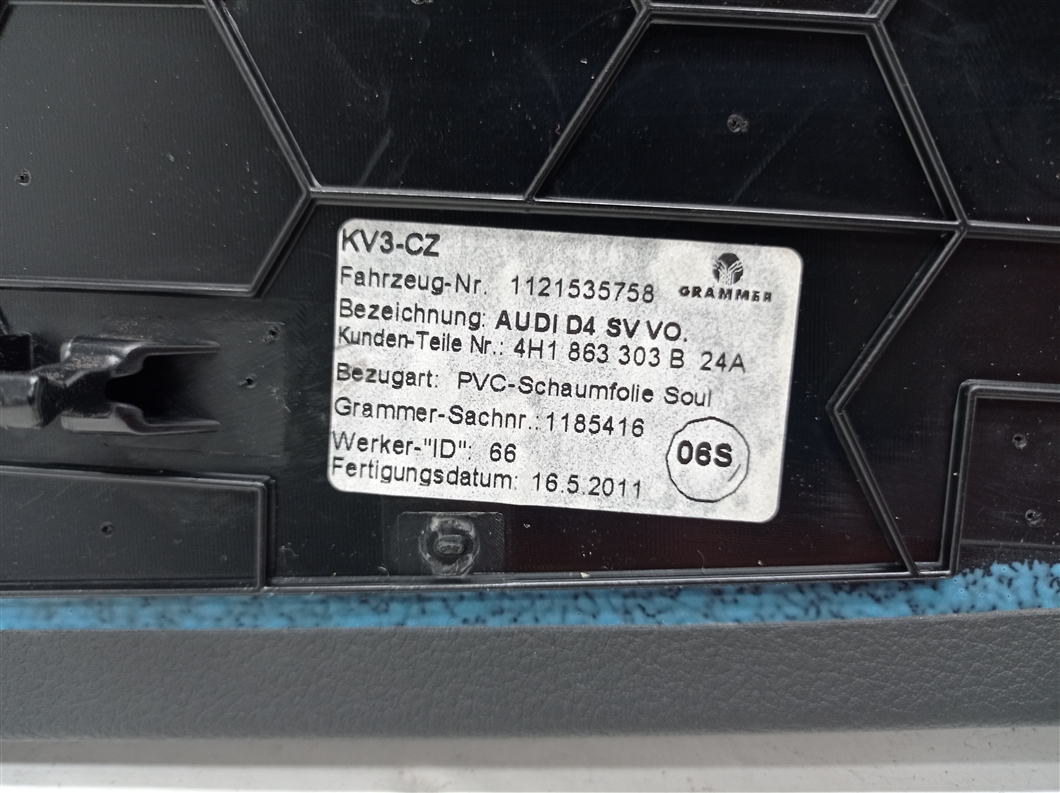 KV3-CZ
GRAMMER
Fahrzeug-Nr. 1121535758
Bezeichnung: AUDI D4 SV VO.
Kunden-Teile Nr.: 4H1 863 303 B 24A
Bezugart: PVC-Schaumfolie Soul
Grammer-Sachnr.: 1185416
06S
Werker-"ID": 66
Fertigungsdatum: 16.5.2011